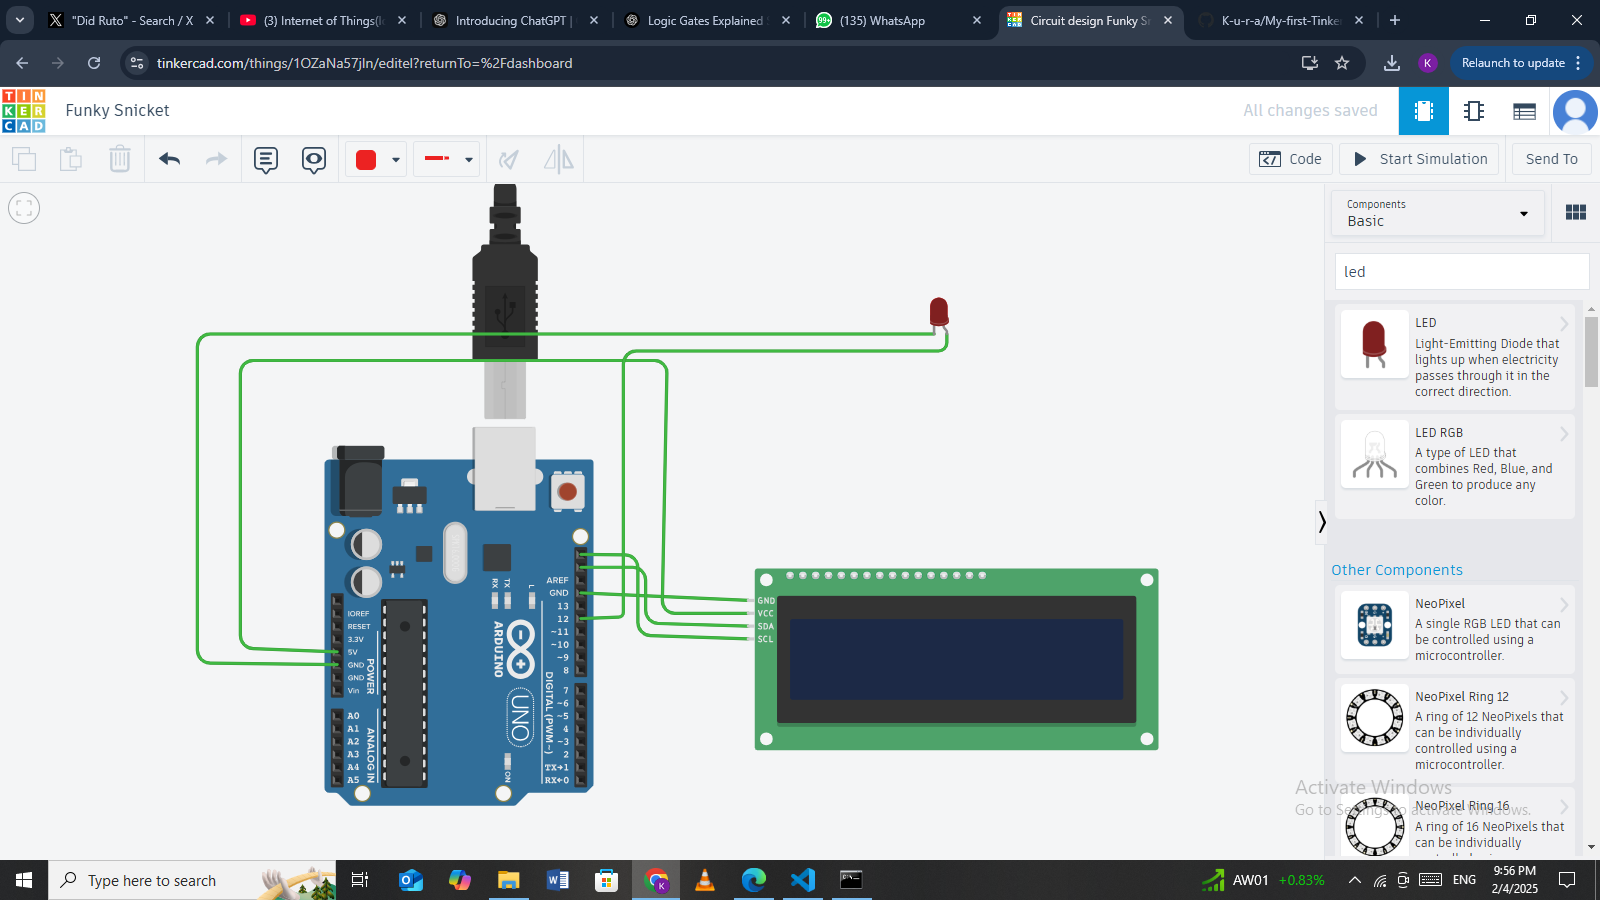 "Did Ruto" - Search / X
(3) Internet of Things(Io
Introducing ChatGPT |
Logic Gates Explained
(135) WhatsApp
Circuit design Funky Sn
K-u-r-a/My-first-Tinke
tinkercad.com/things/1OZaNa57jIn/editel?returnTo=%2Fdashboard
K
Relaunch to update
TIN
KER
CAD
Funky Snicket
All changes saved
Code
Start Simulation
Send To
Components
Basic
led
LED
Light-Emitting Diode that
lights up when electricity
passes through it in the
correct direction.
LED RGB
A type of LED that
combines Red, Blue, and
Green to produce any
color.
Other Components
NeoPixel
A single RGB LED that can
be controlled using a
microcontroller.
NeoPixel Ring 12
A ring of 12 NeoPixels that
can be individually
controlled using a
microcontroller.
NeoPixel Ring 16
A ring of 16 NeoPixels that
can be individually
Activate Windows
Go to Settings to activate Windows.
AREF
GND
13
12
~11
~10
~9
8
7
~6
~5
4
~3
2
TX→1
RX←0
DIGITAL (PWM~)
IOREF
RESET
3.3V
5V
GND
GND
Vin
POWER
A0
A1
A2
A3
A4
A5
ANALOG IN
RX
TX
L
ARDUINO
UNO
ON
GND
VCC
SDA
SCL
Type here to search
AW01 +0.83%
ENG
9:56 PM
2/4/2025